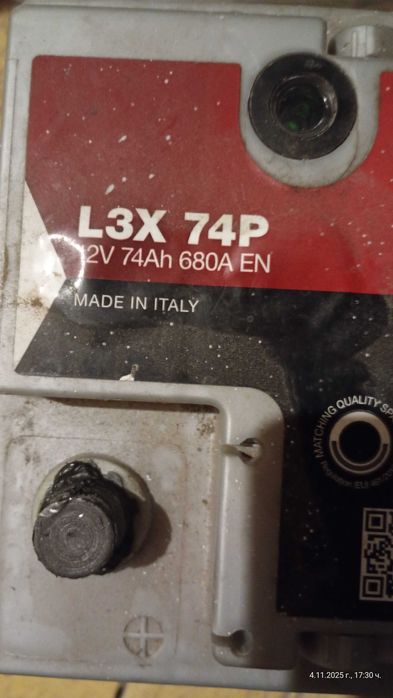 L3X 74P
12V 74Ah 680A EN
MADE IN ITALY
MATCHING QUALITY
4.11.2025 г., 17:30 ч.